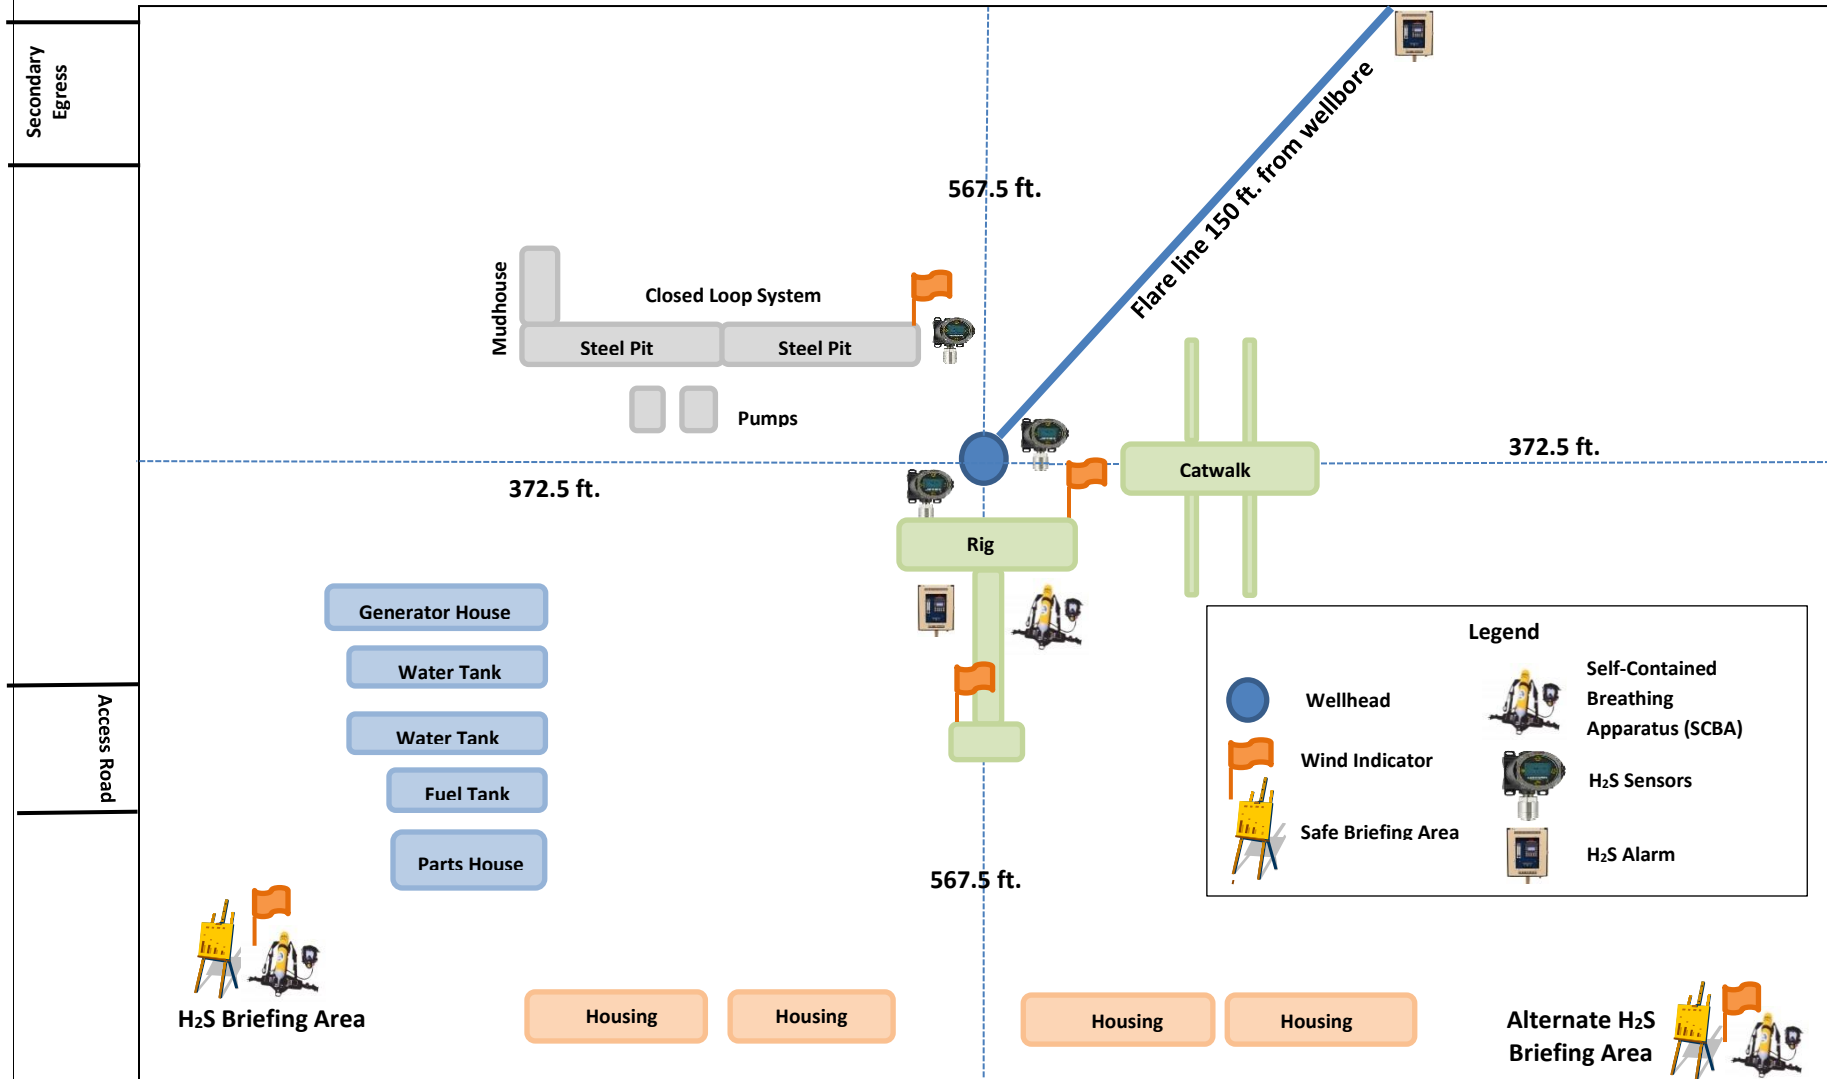 Secondary
Egress
567.5 ft.
Flare line 150 ft. from wellbore
Mudhouse
Closed Loop System
Steel Pit
Steel Pit
Pumps
372.5 ft.
Catwalk
372.5 ft.
Rig
Generator House
Water Tank
Water Tank
Fuel Tank
Parts House
Access Road
567.5 ft.
Legend
Wellhead
Wind Indicator
Safe Briefing Area
Self-Contained
Breathing
Apparatus (SCBA)
H2S Sensors
H2S Alarm
H2S Briefing Area
Housing
Housing
Housing
Housing
Alternate H2S
Briefing Area